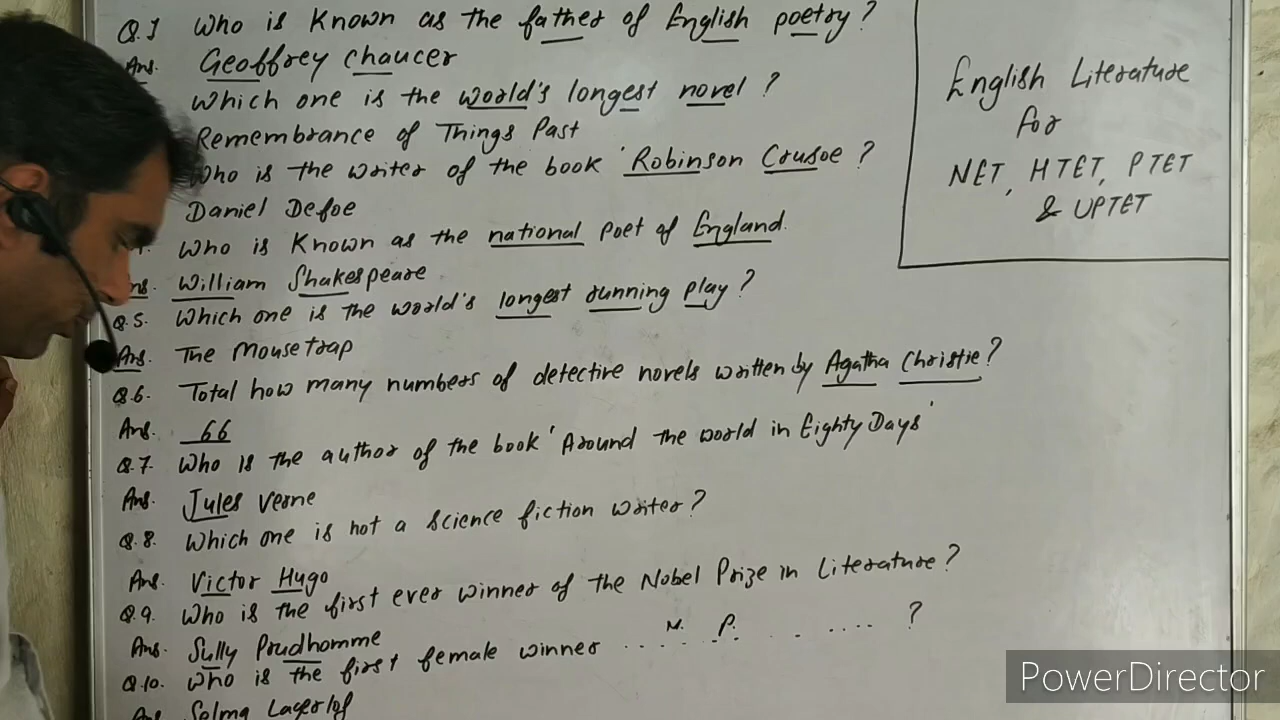 Q.1 Who is Known as the father of English poetry?
Ans. Geoffrey chaucer
Which one is the world's longest novel?
Remembrance of Things Past
Who is the writer of the book 'Robinson Crusoe?
Daniel Defoe
Who is Known as the national poet of England.
Ans. William Shakespeare
Q.5. Which one is the world's longest running play?
Ans. The Mousetrap
Q.6. Total how many numbers of detective novels written by Agatha Christie?
Ans. 66
Q.7. Who is the author of the book 'Around the world in Eighty Days'
Ans. Jules Verne
Q.8. Which one is not a science fiction writer?
Ans. Victor Hugo
Q.9. Who is the first ever winner of the Nobel Prize in Literature?
Ans. Sully Prudhomme
Q.10. Who is the first female winner ...... N. P. ...... ?
Ans Selma Lagerlof
English Literature
for
NET, HTET, PTET
& UPTET
PowerDirector